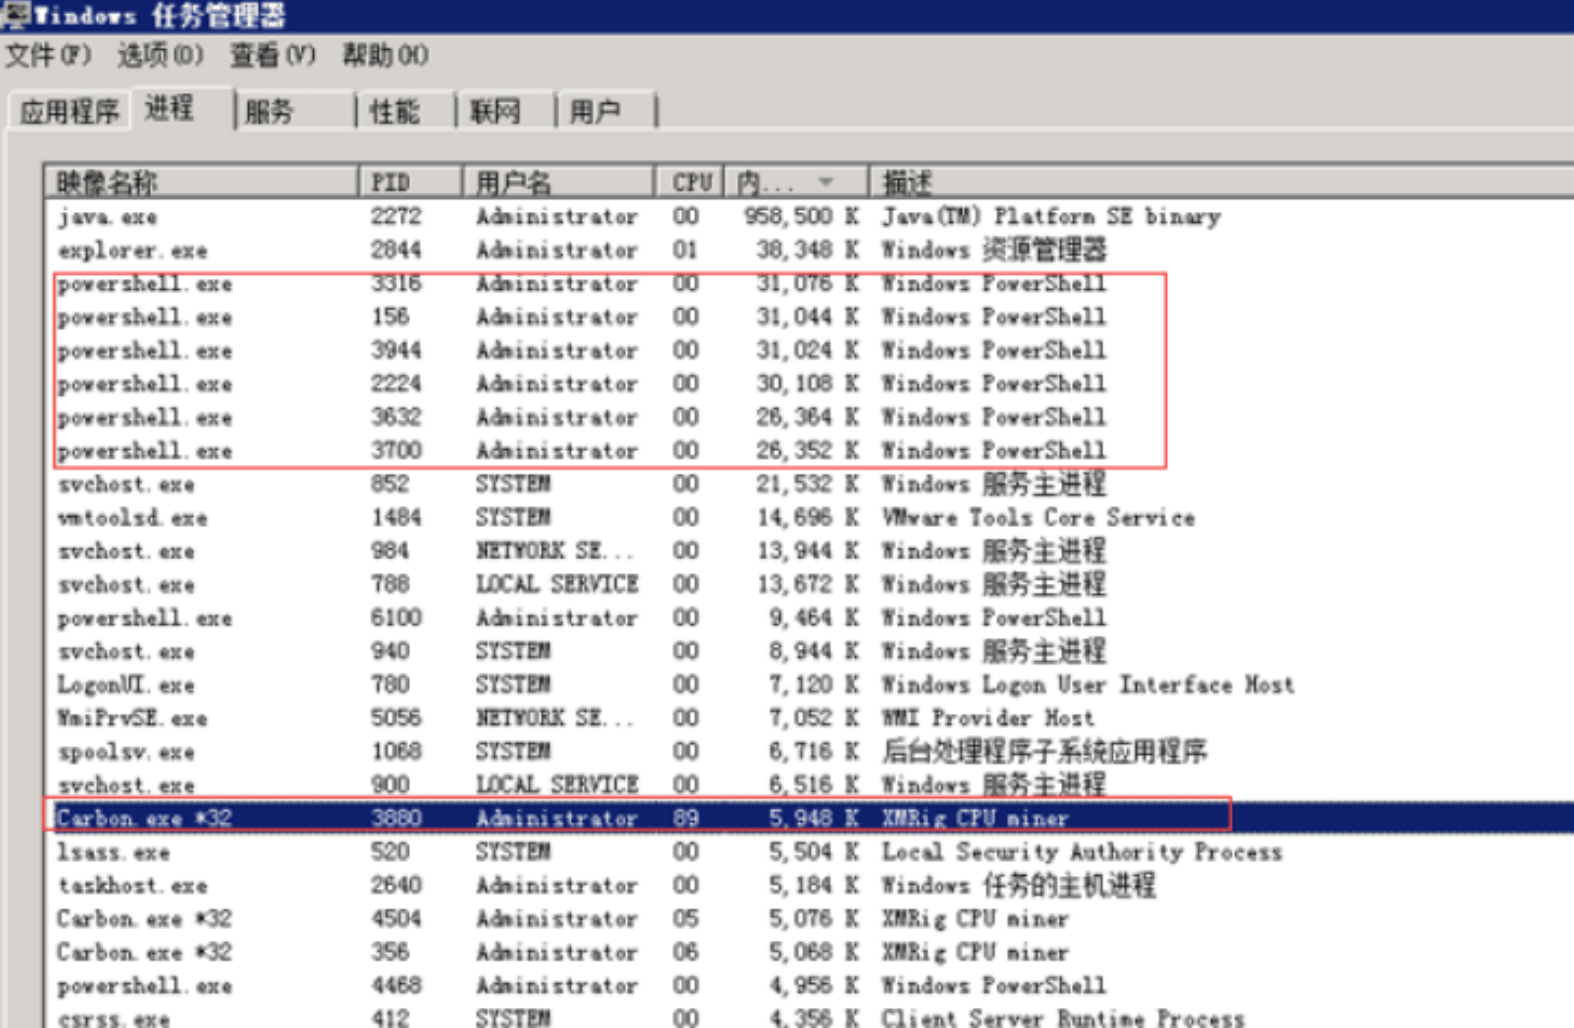 Windows 任务管理器
文件(F) 选项(O) 查看(V) 帮助(H)
应用程序 进程 服务 性能 联网 用户
映像名称 PID 用户名 CPU 内... 描述
java.exe 2272 Administrator 00 958,500 K Java(TM) Platform SE binary
explorer.exe 2844 Administrator 01 38,348 K Windows 资源管理器
powershell.exe 3316 Administrator 00 31,076 K Windows PowerShell
powershell.exe 156 Administrator 00 31,044 K Windows PowerShell
powershell.exe 3944 Administrator 00 31,024 K Windows PowerShell
powershell.exe 2224 Administrator 00 30,108 K Windows PowerShell
powershell.exe 3632 Administrator 00 26,364 K Windows PowerShell
powershell.exe 3700 Administrator 00 26,352 K Windows PowerShell
svchost.exe 852 SYSTEM 00 21,532 K Windows 服务主进程
vmtoolsd.exe 1484 SYSTEM 00 14,696 K VMware Tools Core Service
svchost.exe 984 NETWORK SE... 00 13,944 K Windows 服务主进程
svchost.exe 788 LOCAL SERVICE 00 13,672 K Windows 服务主进程
powershell.exe 6100 Administrator 00 9,464 K Windows PowerShell
svchost.exe 940 SYSTEM 00 8,944 K Windows 服务主进程
LogonUI.exe 780 SYSTEM 00 7,120 K Windows Logon User Interface Host
WmiPrvSE.exe 5056 NETWORK SE... 00 7,052 K WMI Provider Host
spoolsv.exe 1068 SYSTEM 00 6,716 K 后台处理程序子系统应用程序
svchost.exe 900 LOCAL SERVICE 00 6,516 K Windows 服务主进程
Carbon.exe *32 3880 Administrator 89 5,948 K XMRig CPU miner
lsass.exe 520 SYSTEM 00 5,504 K Local Security Authority Process
taskhost.exe 2640 Administrator 00 5,184 K Windows 任务的主机进程
Carbon.exe *32 4504 Administrator 05 5,076 K XMRig CPU miner
Carbon.exe *32 356 Administrator 06 5,068 K XMRig CPU miner
powershell.exe 4468 Administrator 00 4,956 K Windows PowerShell
csrss.exe 412 SYSTEM 00 4,356 K Client Server Runtime Process